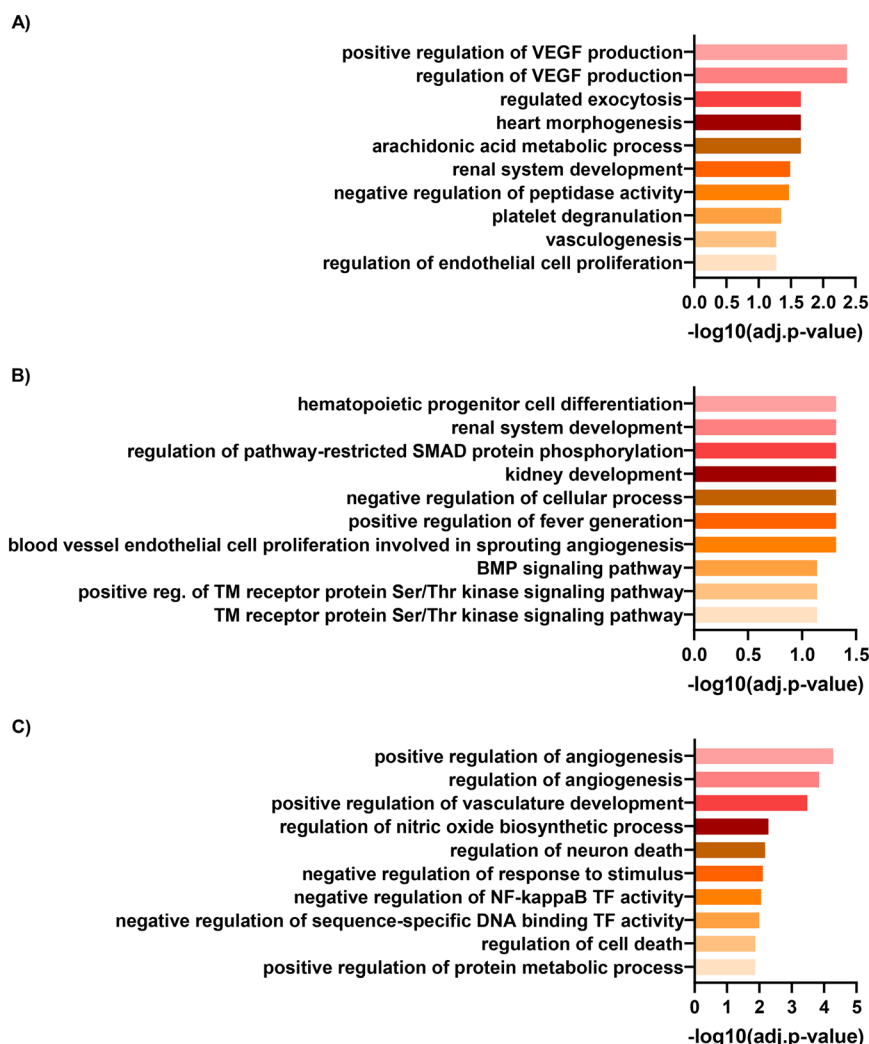 A)
positive regulation of VEGF production
regulation of VEGF production
regulated exocytosis
heart morphogenesis
arachidonic acid metabolic process
renal system development
negative regulation of peptidase activity
platelet degranulation
vasculogenesis
regulation of endothelial cell proliferation
0.0 0.5 1.0 1.5 2.0 2.5
-log10(adj.p-value)
B)
hematopoietic progenitor cell differentiation
renal system development
regulation of pathway-restricted SMAD protein phosphorylation
kidney development
negative regulation of cellular process
positive regulation of fever generation
blood vessel endothelial cell proliferation involved in sprouting angiogenesis
BMP signaling pathway
positive reg. of TM receptor protein Ser/Thr kinase signaling pathway
TM receptor protein Ser/Thr kinase signaling pathway
0.0 0.5 1.0 1.5
-log10(adj.p-value)
C)
positive regulation of angiogenesis
regulation of angiogenesis
positive regulation of vasculature development
regulation of nitric oxide biosynthetic process
regulation of neuron death
negative regulation of response to stimulus
negative regulation of NF-kappaB TF activity
negative regulation of sequence-specific DNA binding TF activity
regulation of cell death
positive regulation of protein metabolic process
0 1 2 3 4 5
-log10(adj.p-value)